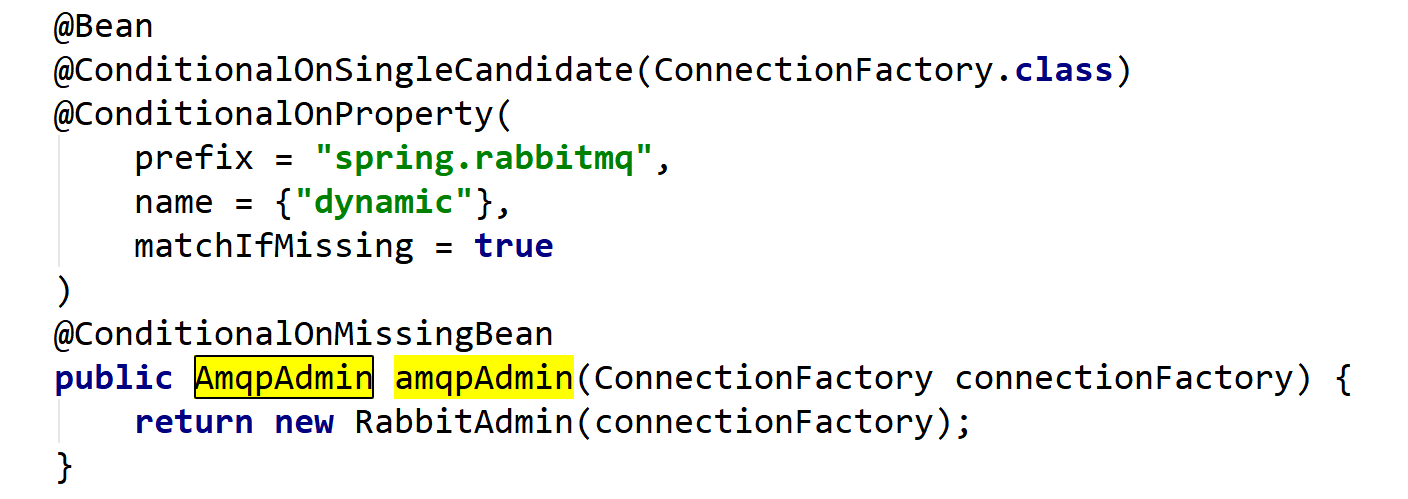 @Bean
@ConditionalOnSingleCandidate(ConnectionFactory.class)
@ConditionalOnProperty(
    prefix = "spring.rabbitmq",
    name = {"dynamic"},
    matchIfMissing = true
)
@ConditionalOnMissingBean
public AmqpAdmin amqpAdmin(ConnectionFactory connectionFactory) {
    return new RabbitAdmin(connectionFactory);
}